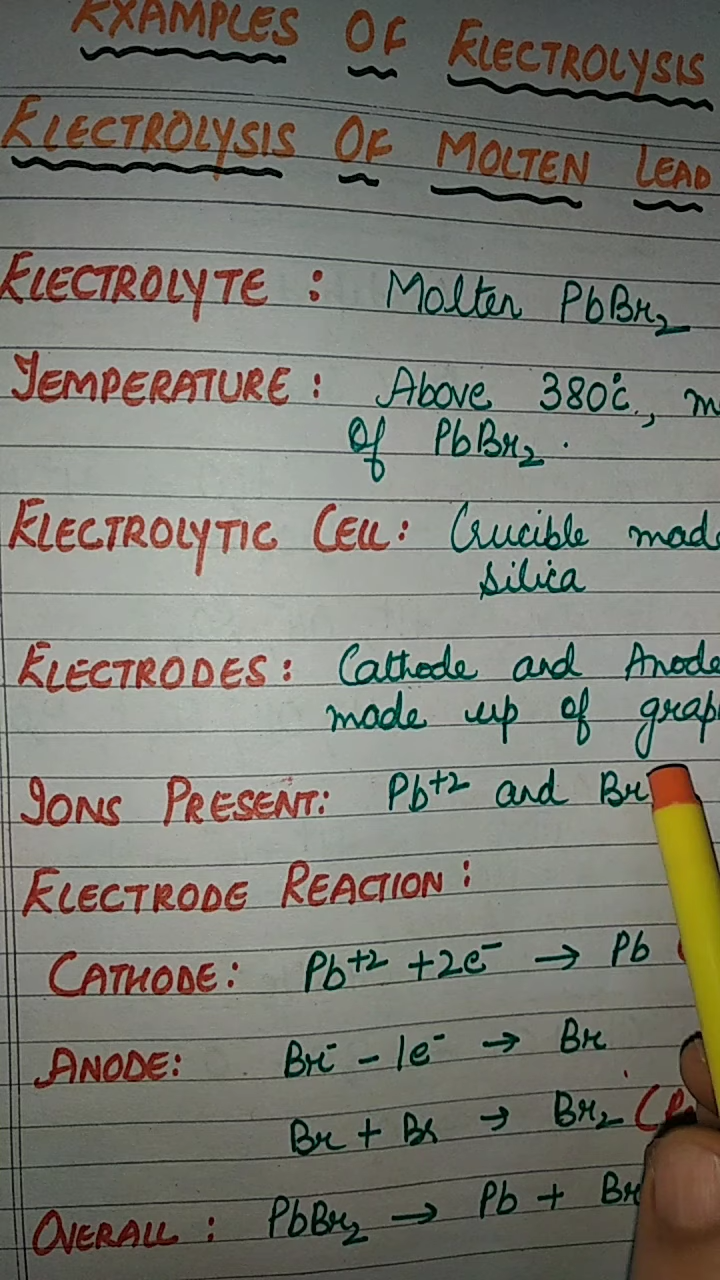 EXAMPLES OF ELECTROLYSIS
ELECTROLYSIS OF MOLTEN LEAD
ELECTROLYTE : Molten PbBr₂
TEMPERATURE : Above 380°c, m
Of PbBr₂ .
ELECTROLYTIC CELL : Crucible made
Silica
ELECTRODES : Cathode and Anode
made up of grap
IONS PRESENT: Pb⁺² and Br
ELECTRODE REACTION :
CATHODE : Pb⁺² + 2e⁻ → Pb (
ANODE: Br⁻ - 1e⁻ → Br
Br + Br → Br₂ (
OVERALL : PbBr₂ → Pb + Br